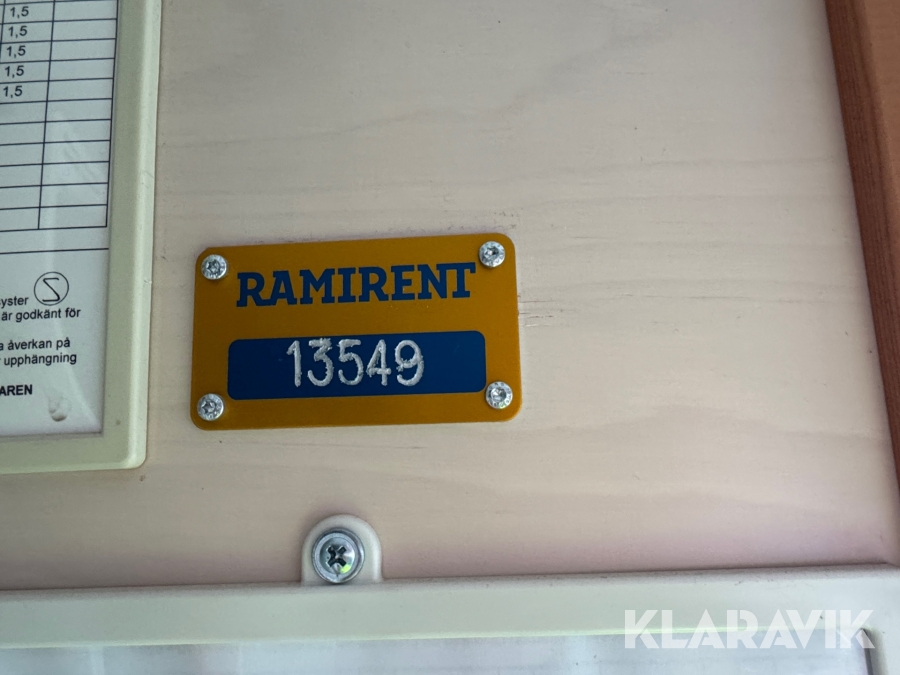 1,5
1,5
1,5
1,5
1,5
syster
är godkänt för
a åverkan på
upphängning
AREN
RAMIRENT
13549
KLARAVIK